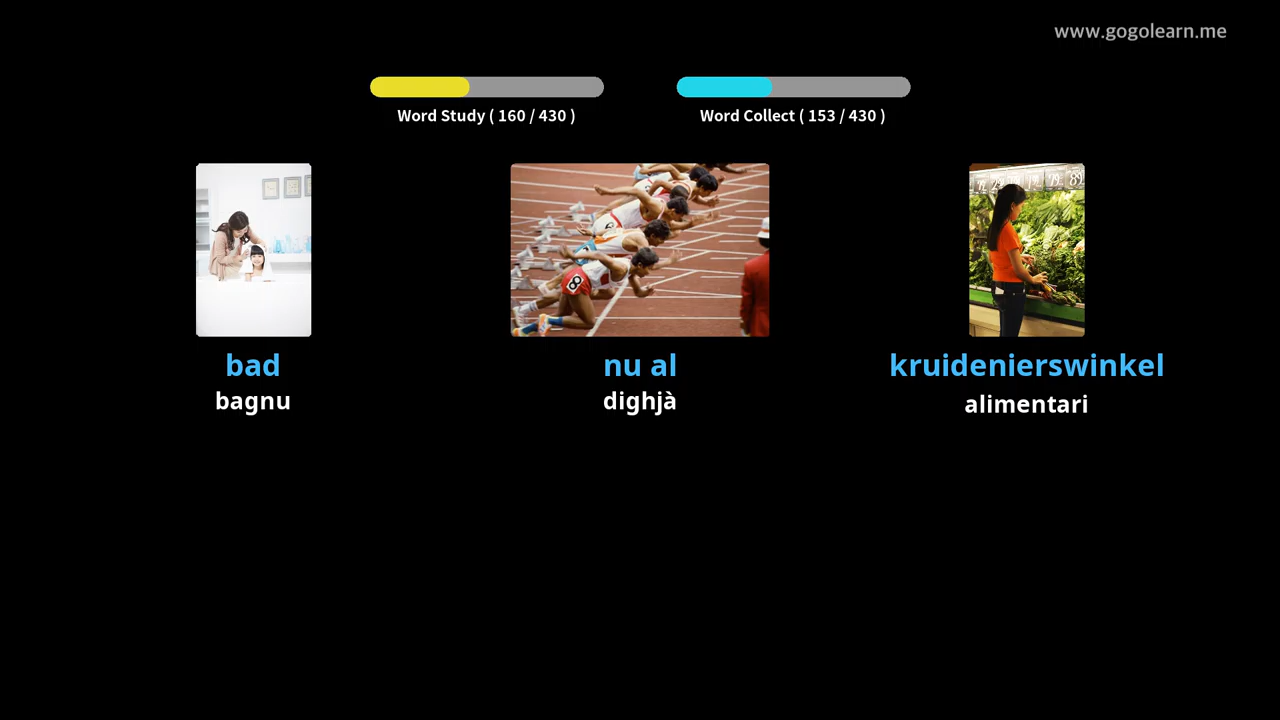 www.gogolearn.me
Word Study ( 160 / 430 )
Word Collect ( 153 / 430 )
bad
bagnu
nu al
dighjà
kruidenierswinkel
alimentari